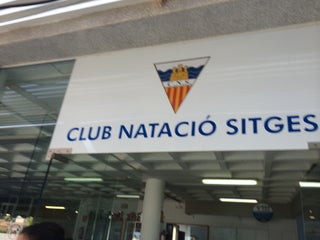 C.N.S.
CLUB NATACIÓ SITGES